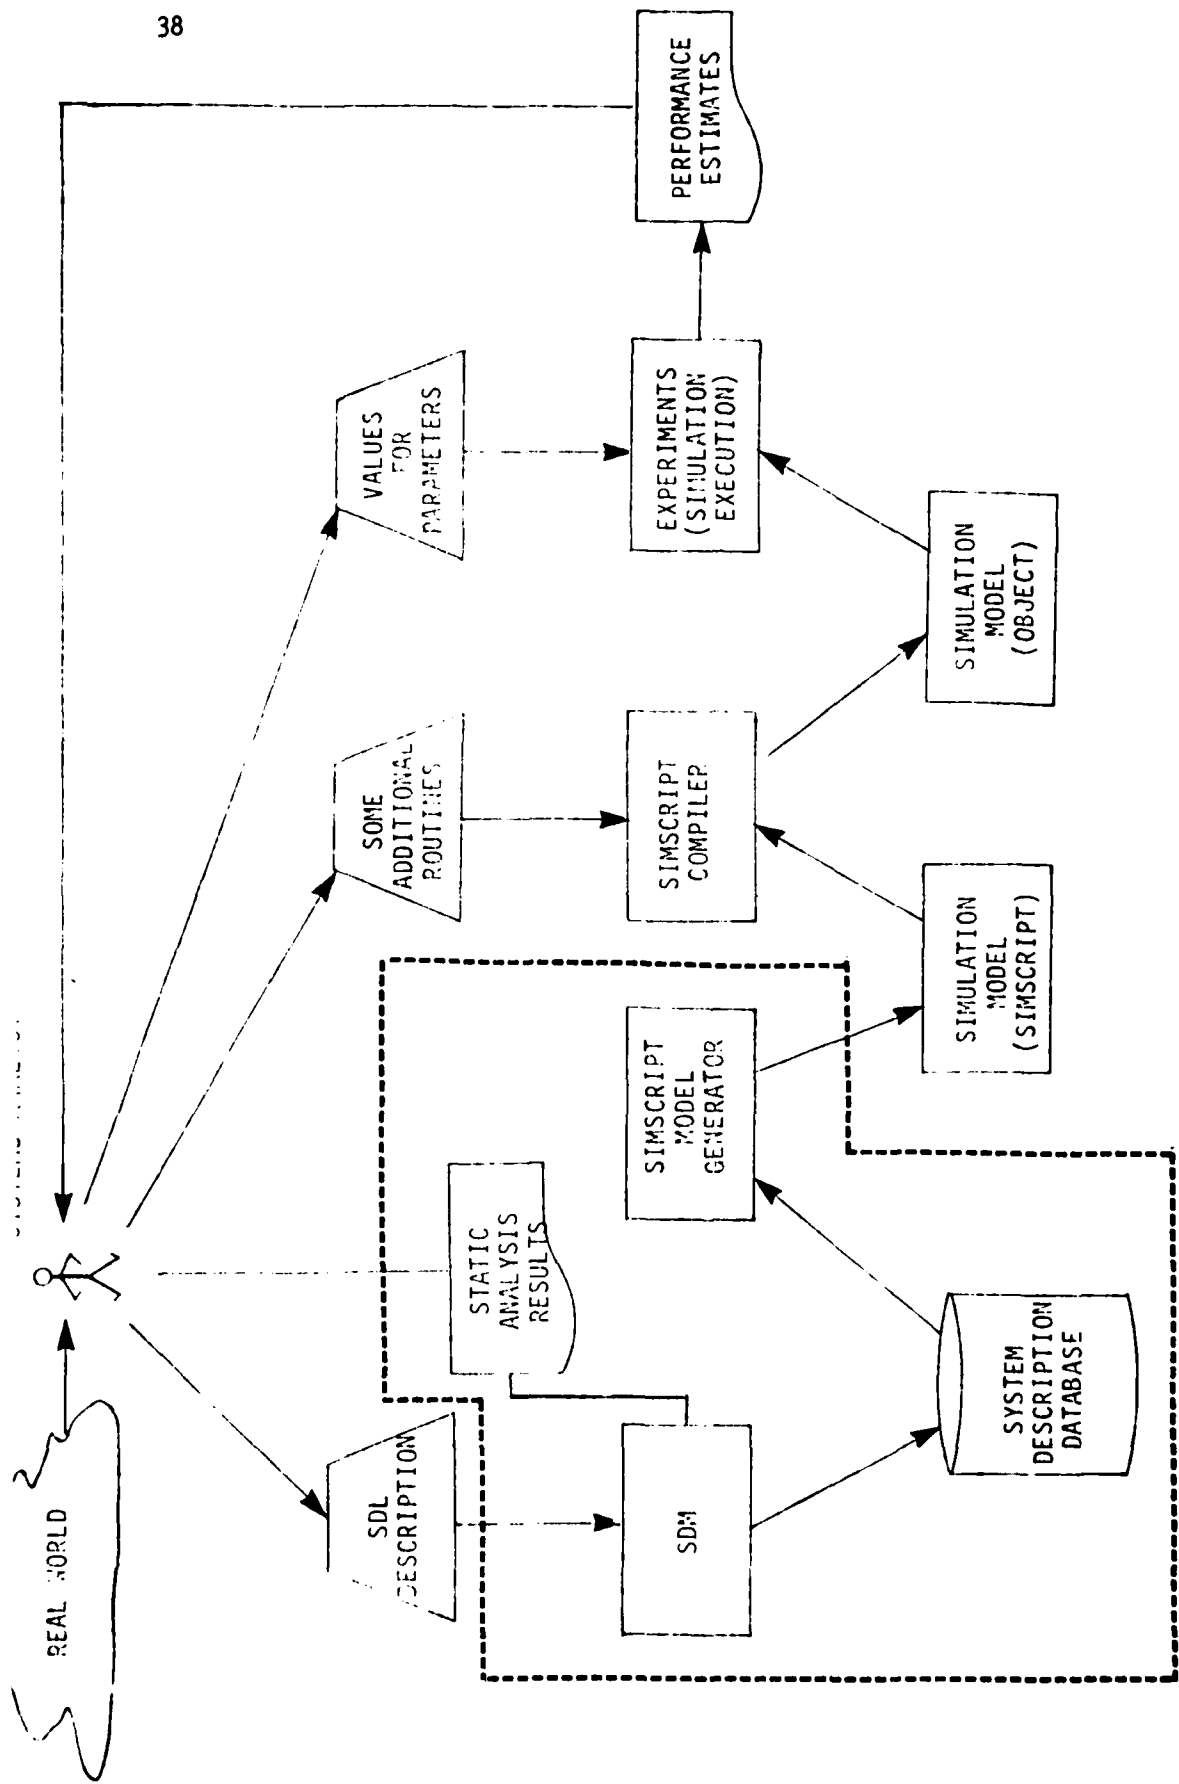 38
REAL WORLD
SDL
DESCRIPTION
STATIC
ANALYSIS
RESULTS
SOME
ADDITIONAL
ROUTINES
VALUES
FOR
PARAMETERS
SDM
SIMSCRIPT
MODEL
GENERATOR
SIMSCRIPT
COMPILER
EXPERIMENTS
(SIMULATION
EXECUTION)
PERFORMANCE
ESTIMATES
SYSTEM
DESCRIPTION
DATABASE
SIMULATION
MODEL
(SIMSCRIPT)
SIMULATION
MODEL
(OBJECT)